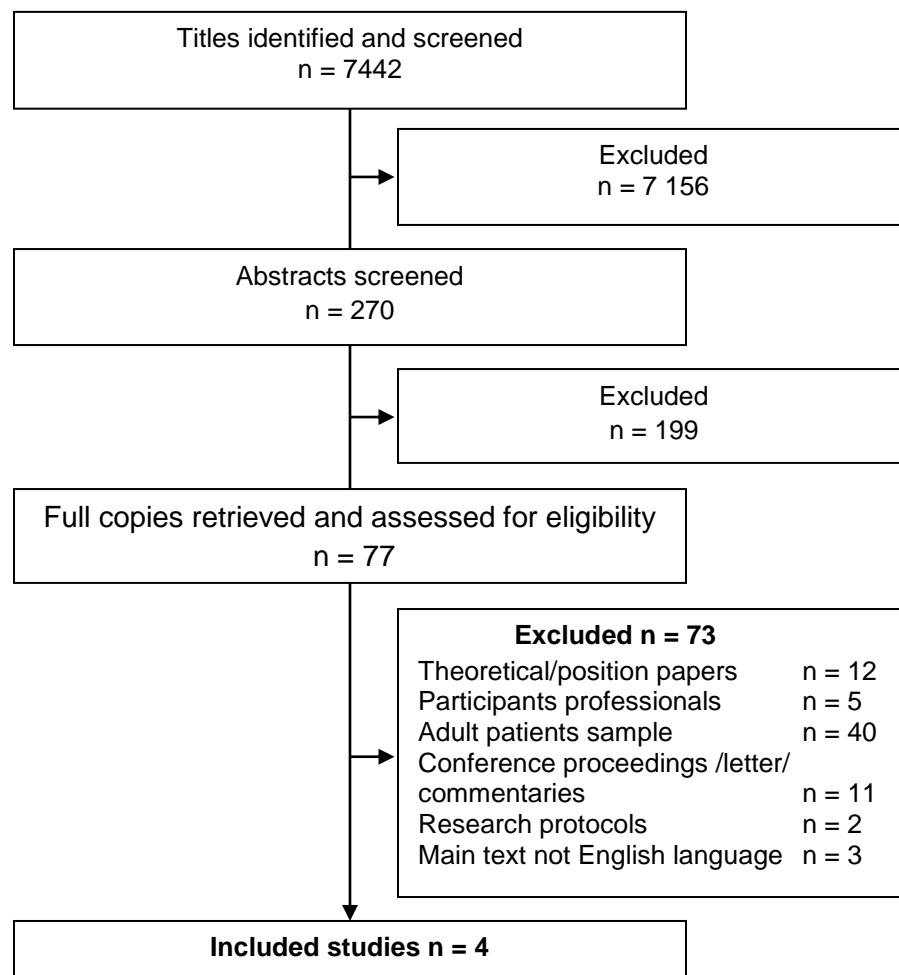 Titles identified and screened
n = 7442
Excluded
n = 7 156
Abstracts screened
n = 270
Excluded
n = 199
Full copies retrieved and assessed for eligibility
n = 77
Excluded n = 73
Theoretical/position papers n = 12
Participants professionals n = 5
Adult patients sample n = 40
Conference proceedings /letter/
commentaries n = 11
Research protocols n = 2
Main text not English language n = 3
Included studies n = 4